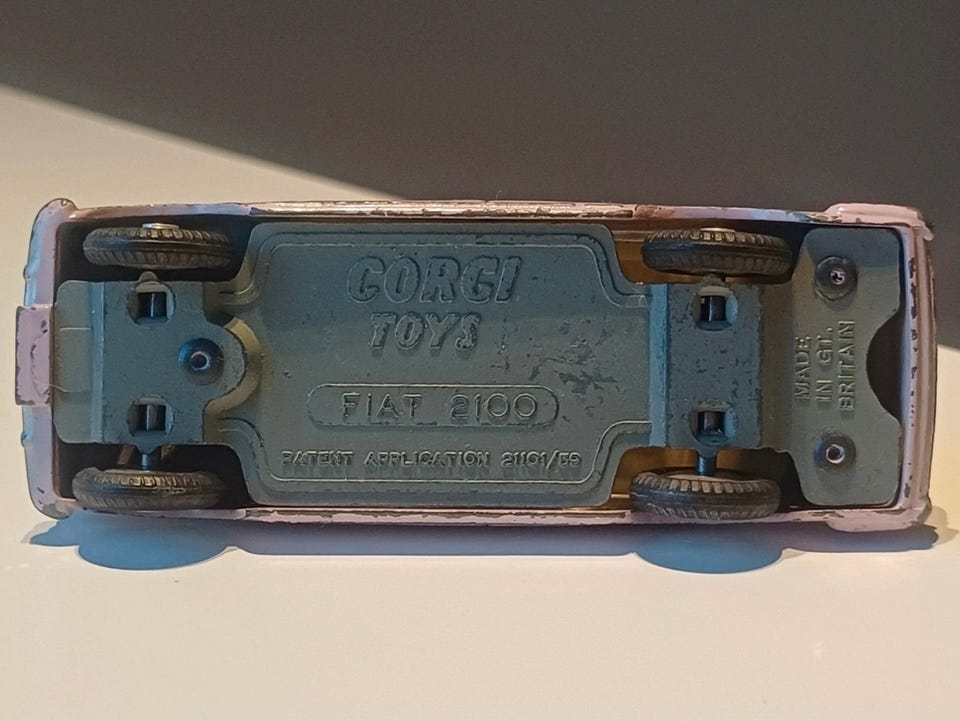 CORGI
TOYS
FIAT 2100
PATENT APPLICATION 21101/59
MADE
IN GT.
BRITAIN